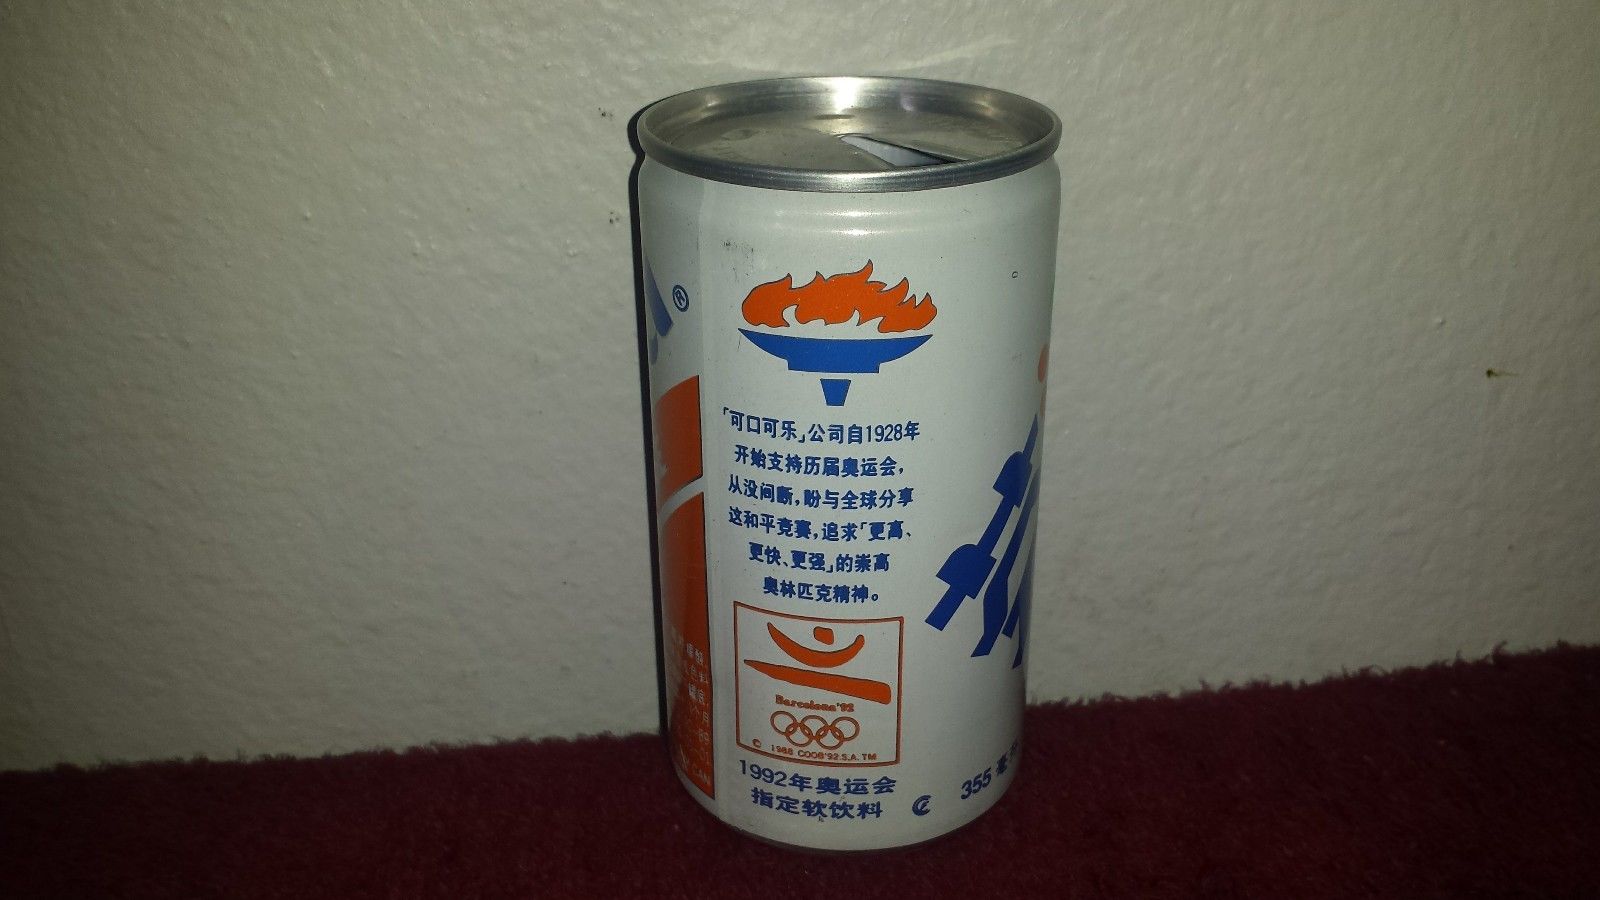 ®
「可口可乐」公司自1928年
开始支持历届奥运会，
从没间断，盼与全球分享
这和平竞赛，追求「更高、
更快、更强」的崇高
奥林匹克精神。
Barcelona'92
© 1988 COOB'92.S.A. TM
1992年奥运会
指定软饮料
355 毫
CAN